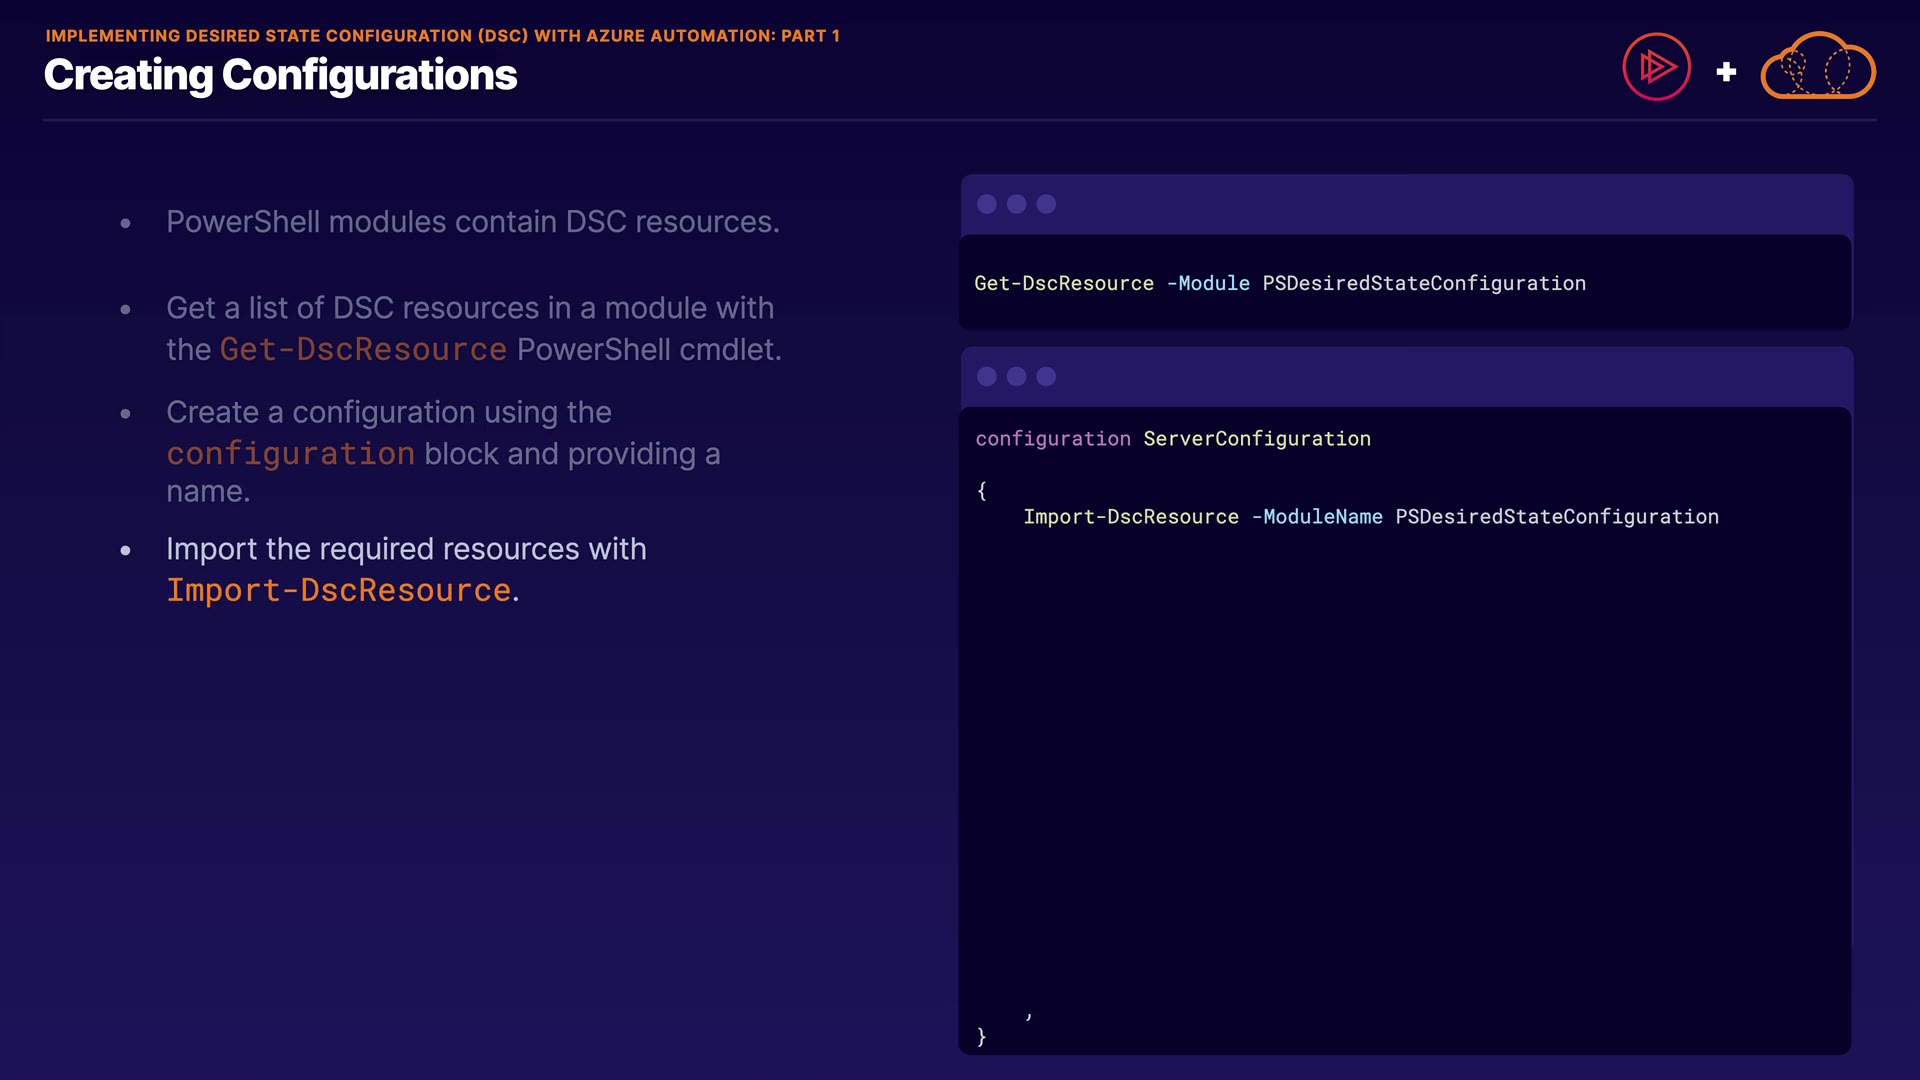 IMPLEMENTING DESIRED STATE CONFIGURATION (DSC) WITH AZURE AUTOMATION: PART 1
Creating Configurations
+
• PowerShell modules contain DSC resources.
• Get a list of DSC resources in a module with
the Get-DscResource PowerShell cmdlet.
• Create a configuration using the
configuration block and providing a
name.
• Import the required resources with
Import-DscResource.
Get-DscResource -Module PSDesiredStateConfiguration
configuration ServerConfiguration
{
Import-DscResource -ModuleName PSDesiredStateConfiguration
}